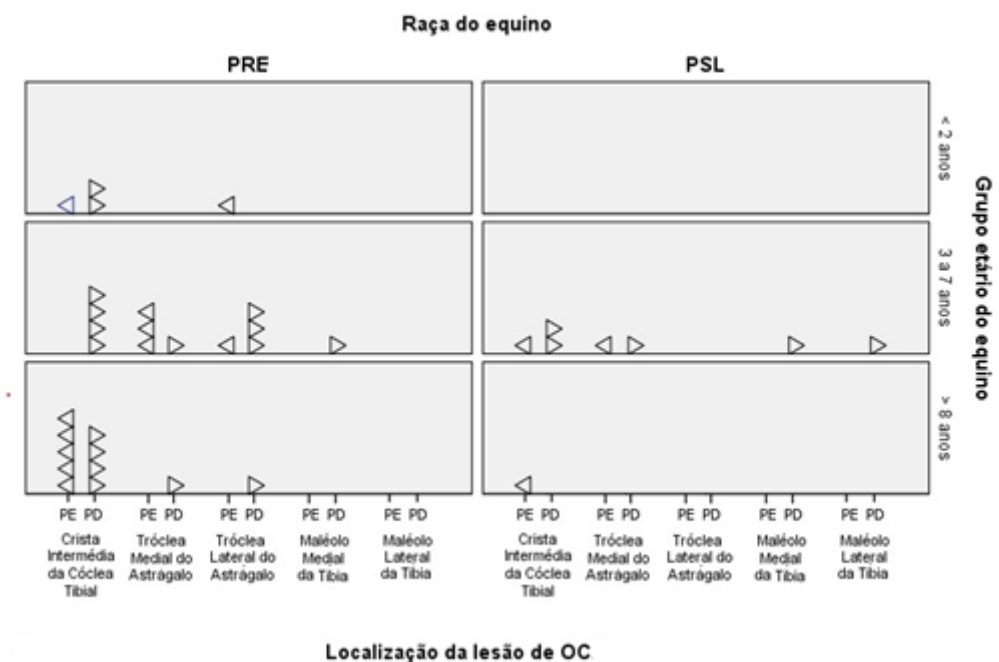 Raça do equino
PRE
PSL
< 2 anos
3 a 7 anos
> 8 anos
Grupo etário do equino
PE PD PE PD PE PD PE PD PE PD
Crista
Intermédia
da Cóclea
Tibial
Tróclea
Medial do
Astrágalo
Tróclea
Lateral do
Astrágalo
Maléolo
Medial
da Tibia
Maléolo
Lateral
da Tibia
PE PD PE PD PE PD PE PD PE PD
Crista
Intermédia
da Cóclea
Tibial
Tróclea
Medial do
Astrágalo
Tróclea
Lateral do
Astrágalo
Maléolo
Medial
da Tibia
Maléolo
Lateral
da Tibia
Localização da lesão de OC